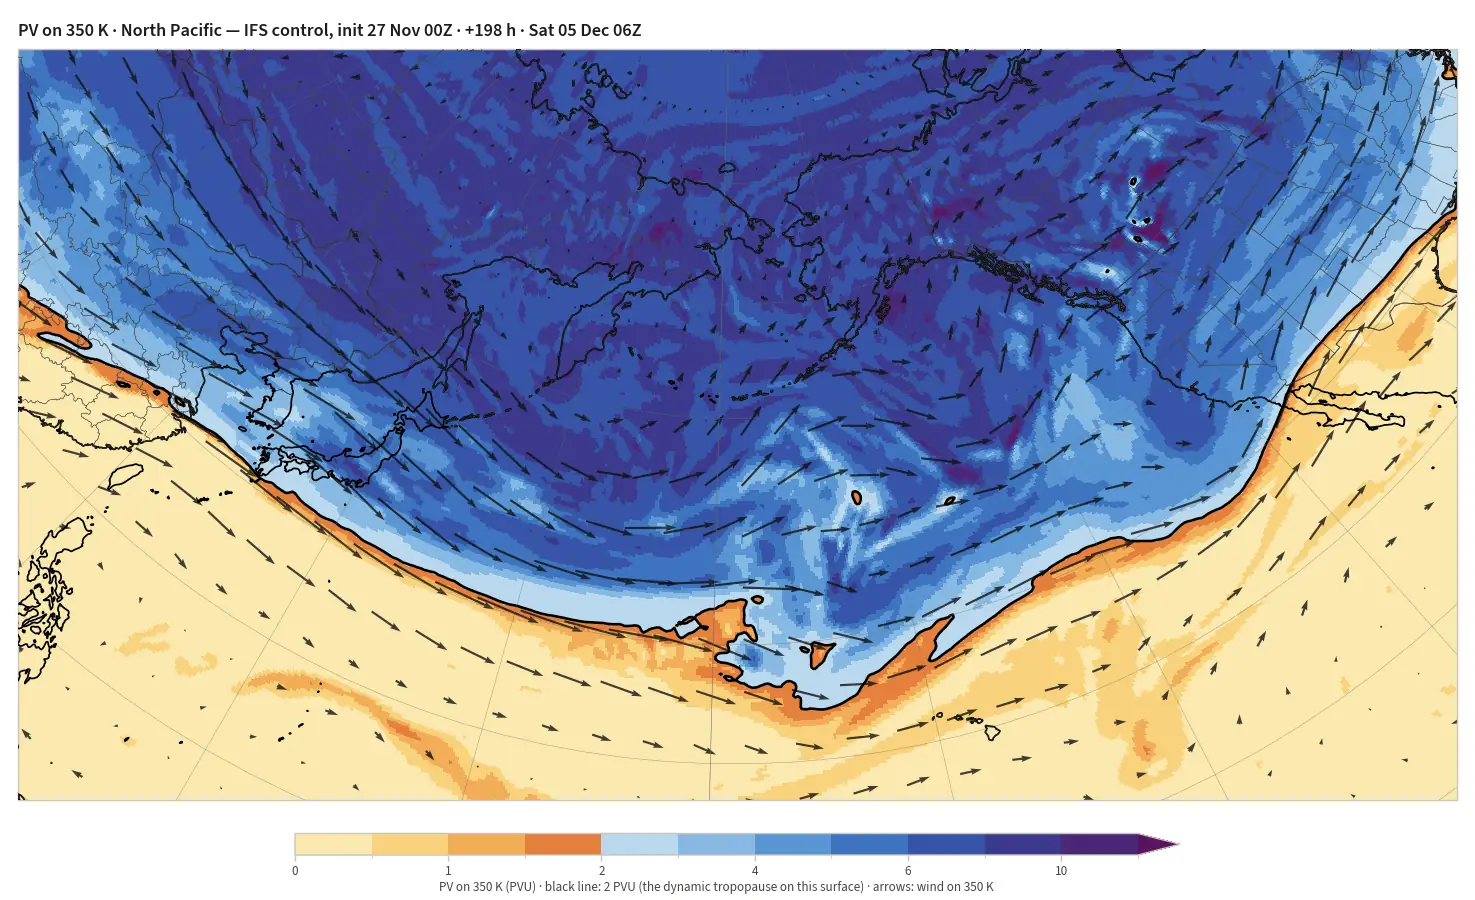 PV on 350 K · North Pacific — IFS control, init 27 Nov 00Z · +198 h · Sat 05 Dec 06Z
0 1 2 4 6 10
PV on 350 K (PVU) · black line: 2 PVU (the dynamic tropopause on this surface) · arrows: wind on 350 K